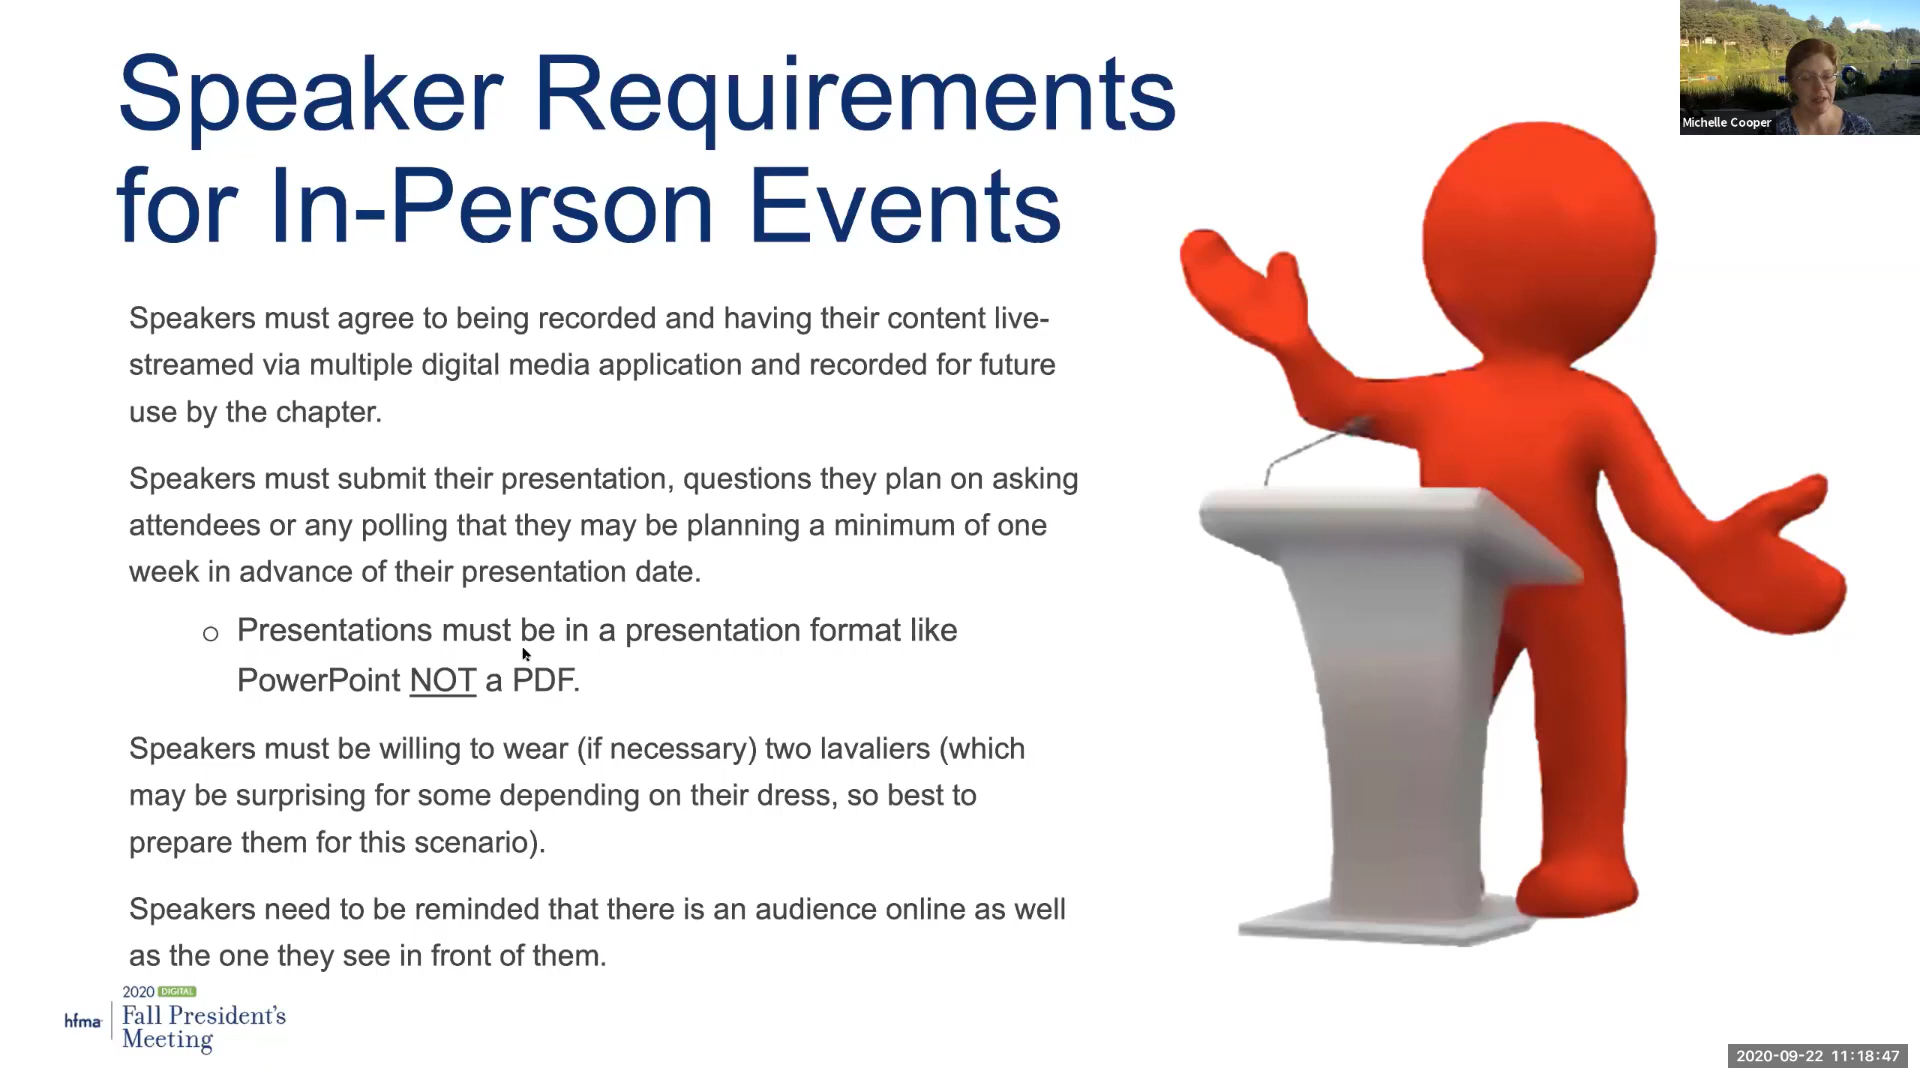 Speaker Requirements
for In-Person Events
Michelle Cooper
Speakers must agree to being recorded and having their content live-
streamed via multiple digital media application and recorded for future
use by the chapter.
Speakers must submit their presentation, questions they plan on asking
attendees or any polling that they may be planning a minimum of one
week in advance of their presentation date.
o Presentations must be in a presentation format like
PowerPoint NOT a PDF.
Speakers must be willing to wear (if necessary) two lavaliers (which
may be surprising for some depending on their dress, so best to
prepare them for this scenario).
Speakers need to be reminded that there is an audience online as well
as the one they see in front of them.
2020 DIGITAL
hfma
Fall President's
Meeting
2020-09-22 11:18:47